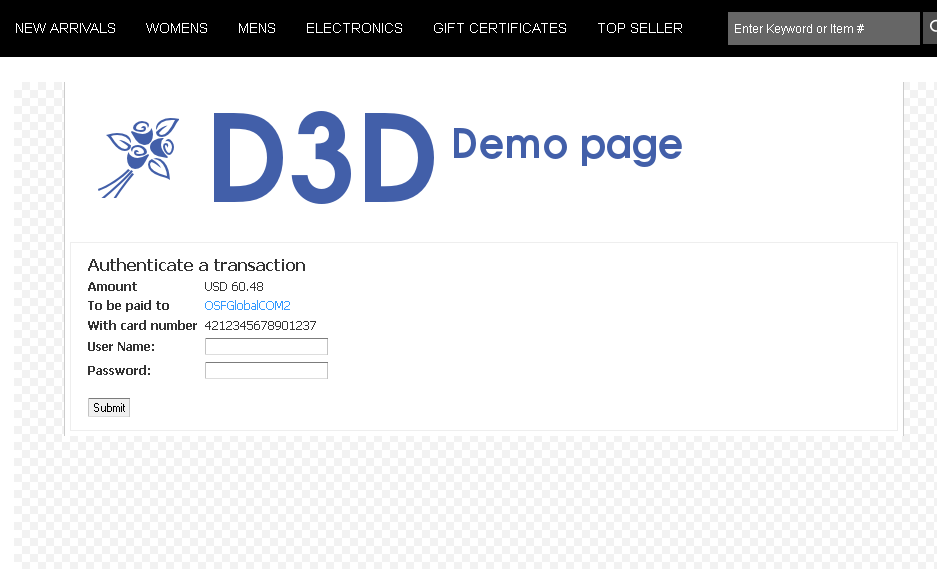 NEW ARRIVALS WOMENS MENS ELECTRONICS GIFT CERTIFICATES TOP SELLER Enter Keyword or Item #
D3D Demo page
Authenticate a transaction
Amount USD 60.48
To be paid to OSFGlobalCOM2
With card number 4212345678901237
User Name:
Password:
Submit